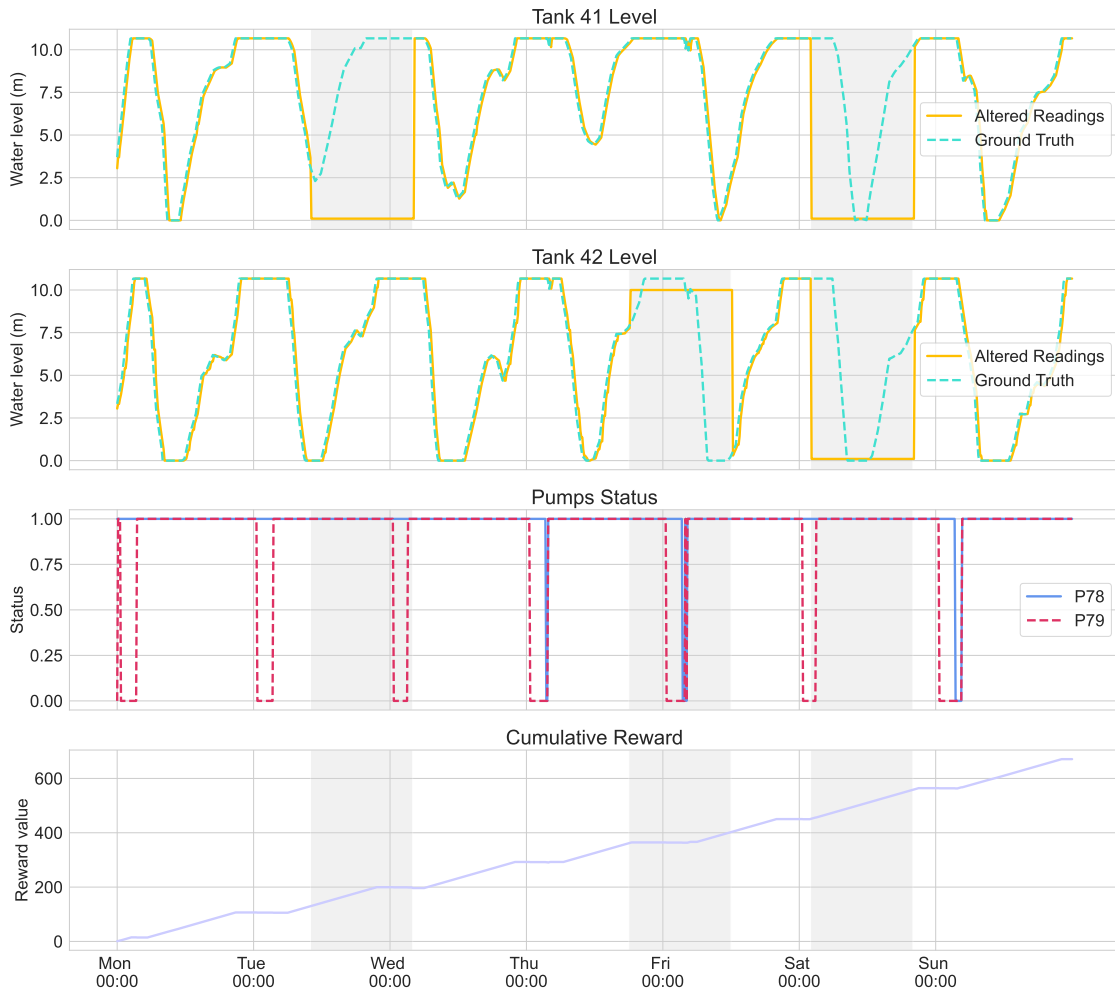 Tank 41 Level
Water level (m)
10.0
7.5
5.0
2.5
0.0
Altered Readings
Ground Truth
Tank 42 Level
Water level (m)
10.0
7.5
5.0
2.5
0.0
Altered Readings
Ground Truth
Pumps Status
Status
1.00
0.75
0.50
0.25
0.00
P78
P79
Cumulative Reward
Reward value
600
400
200
0
Mon Tue Wed Thu Fri Sat Sun
00:00 00:00 00:00 00:00 00:00 00:00 00:00